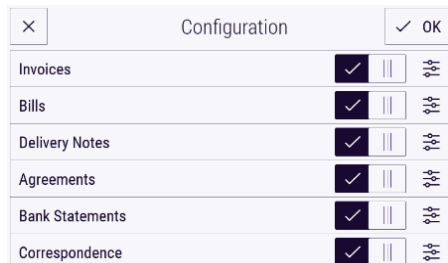 Configuration
OK
Invoices
Bills
Delivery Notes
Agreements
Bank Statements
Correspondence